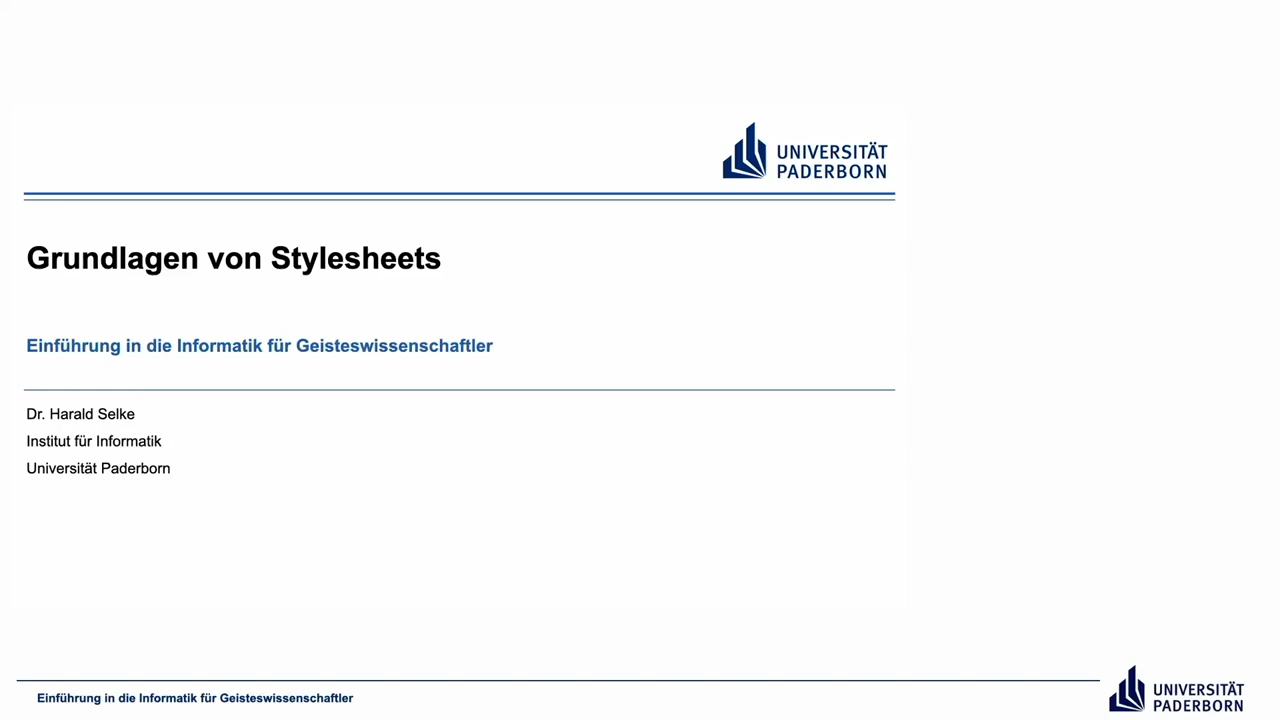 UNIVERSITÄT
PADERBORN
Grundlagen von Stylesheets
Einführung in die Informatik für Geisteswissenschaftler
Dr. Harald Selke
Institut für Informatik
Universität Paderborn
Einführung in die Informatik für Geisteswissenschaftler
UNIVERSITÄT
PADERBORN